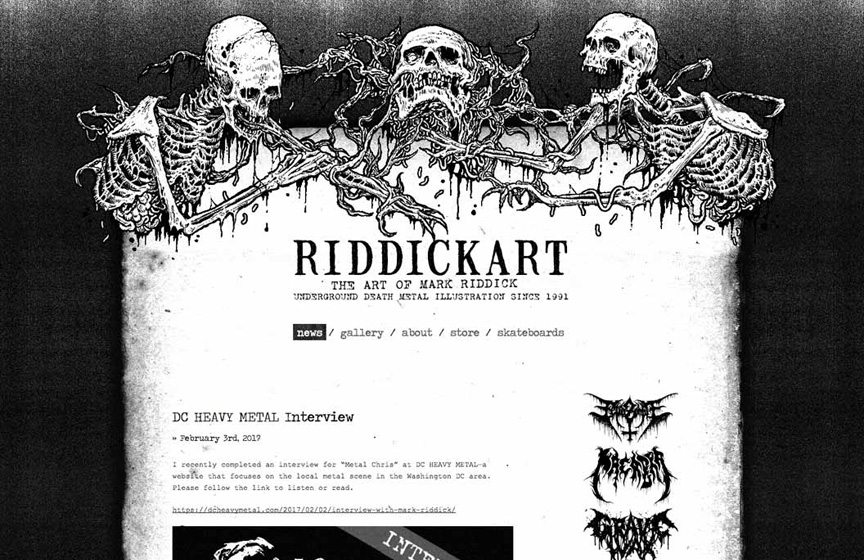 RIDDICKART
THE ART OF MARK RIDDICK
UNDERGROUND DEATH METAL ILLUSTRATION SINCE 1991
news / gallery / about / store / skateboards
DC HEAVY METAL Interview
» February 3rd, 2017
I recently completed an interview for "Metal Chris" at DC HEAVY METAL—a
website that focuses on the local metal scene in the Washington DC area.
Please follow the link to listen or read.
https://dcheavymetal.com/2017/02/02/interview-with-mark-riddick/
GRAVE